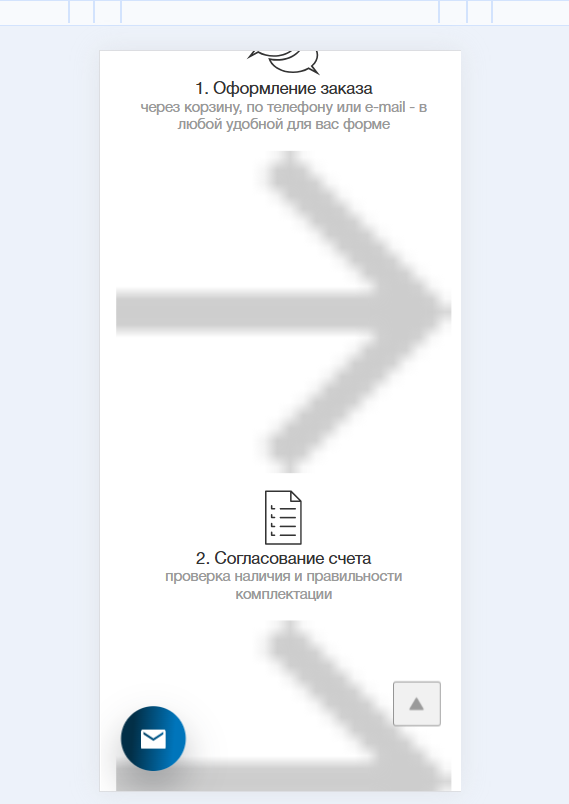 1. Оформление заказа
через корзину, по телефону или e-mail - в
любой удобной для вас форме
2. Согласование счета
проверка наличия и правильности
комплектации